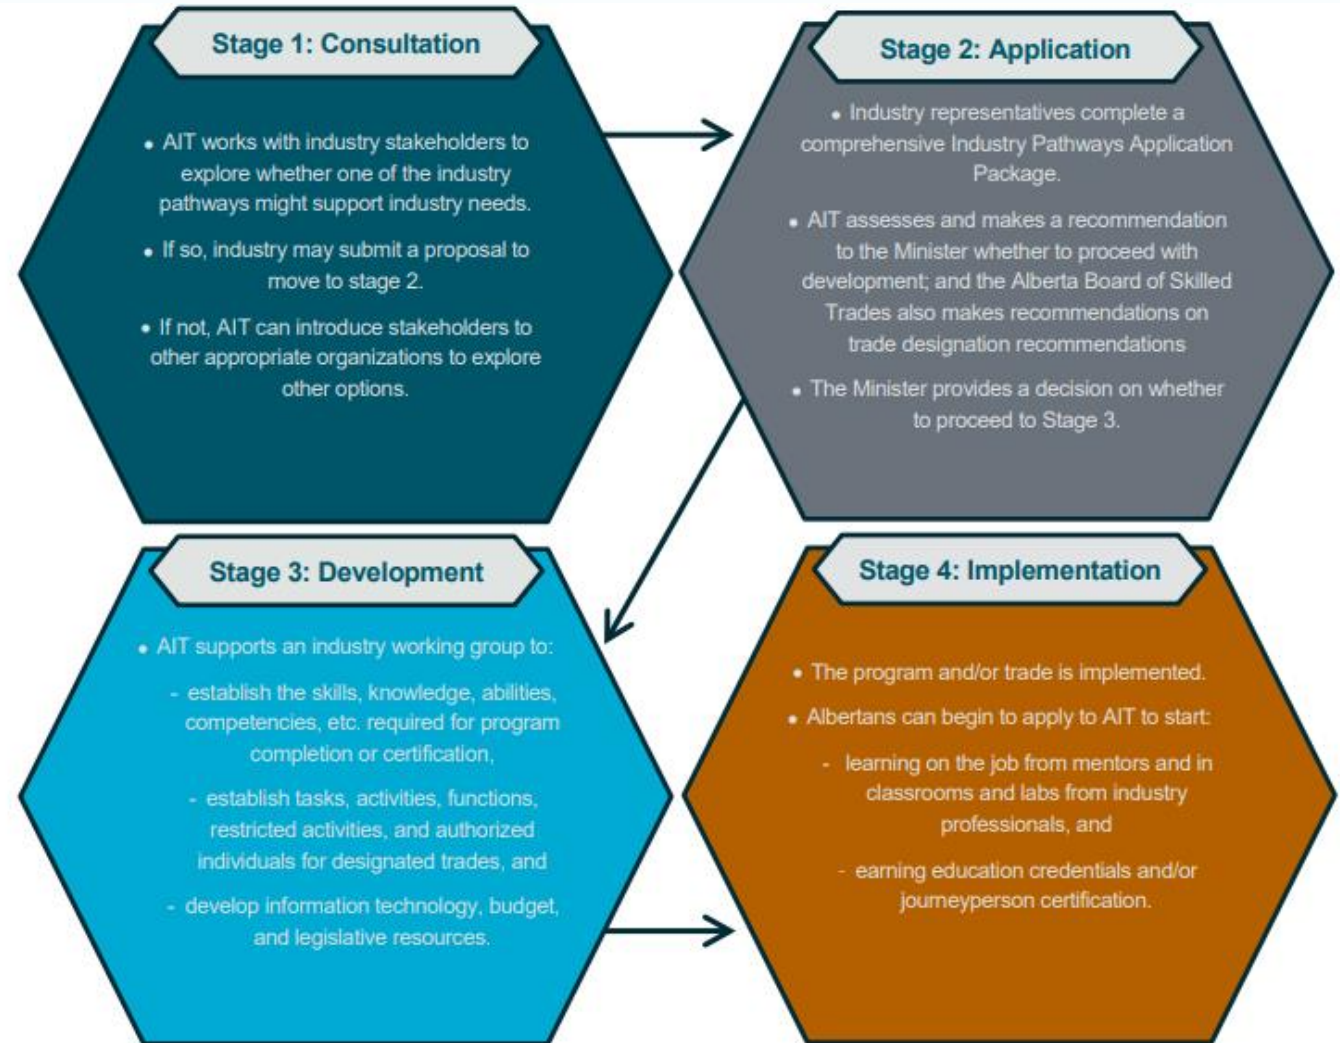 Stage 1: Consultation
• AIT works with industry stakeholders to
explore whether one of the industry
pathways might support industry needs.
• If so, industry may submit a proposal to
move to stage 2.
• If not, AIT can introduce stakeholders to
other appropriate organizations to explore
other options.
Stage 2: Application
• Industry representatives complete a
comprehensive Industry Pathways Application
Package.
• AIT assesses and makes a recommendation
to the Minister whether to proceed with
development; and the Alberta Board of Skilled
Trades also makes recommendations on
trade designation recommendations
• The Minister provides a decision on whether
to proceed to Stage 3.
Stage 3: Development
• AIT supports an industry working group to:
- establish the skills, knowledge, abilities,
competencies, etc. required for program
completion or certification,
- establish tasks, activities, functions,
restricted activities, and authorized
individuals for designated trades, and
- develop information technology, budget,
and legislative resources.
Stage 4: Implementation
• The program and/or trade is implemented.
• Albertans can begin to apply to AIT to start:
- learning on the job from mentors and in
classrooms and labs from industry
professionals, and
- earning education credentials and/or
journeyperson certification.